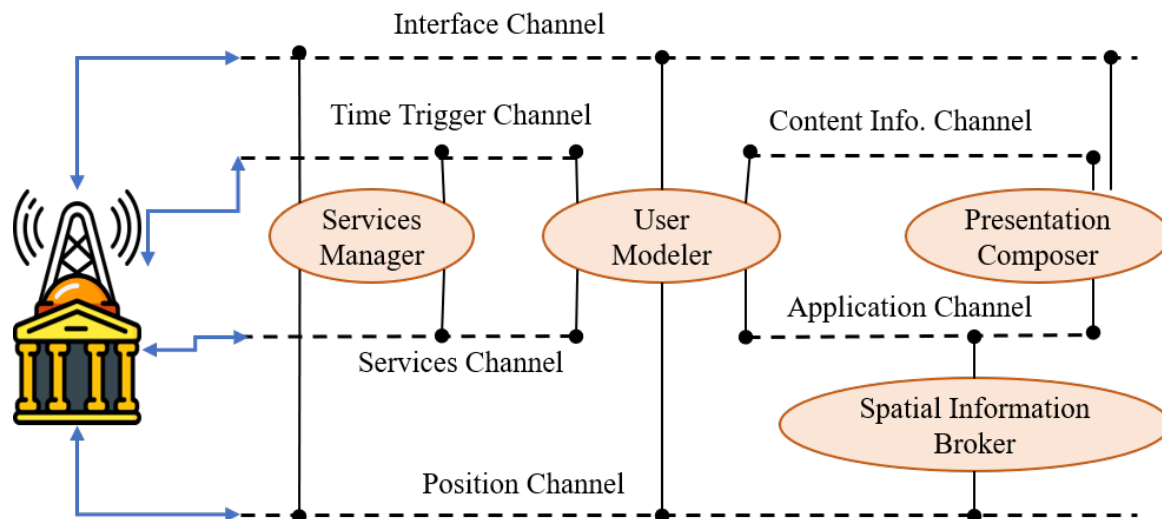 Interface Channel
Time Trigger Channel
Content Info. Channel
Services
Manager
User
Modeler
Presentation
Composer
Application Channel
Services Channel
Spatial Information
Broker
Position Channel